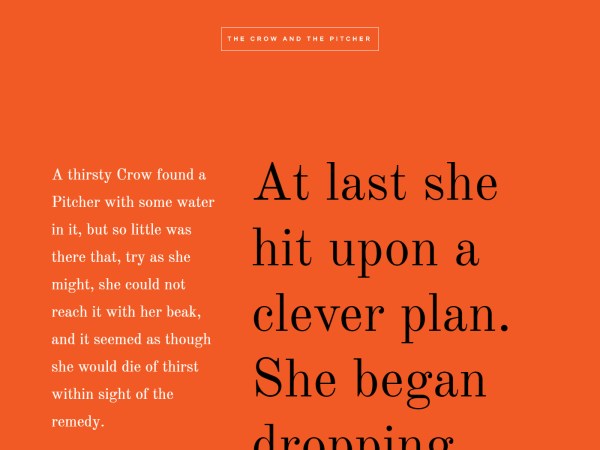 THE CROW AND THE PITCHER
A thirsty Crow found a
Pitcher with some water
in it, but so little was
there that, try as she
might, she could not
reach it with her beak,
and it seemed as though
she would die of thirst
within sight of the
remedy.
At last she
hit upon a
clever plan.
She began
dropping